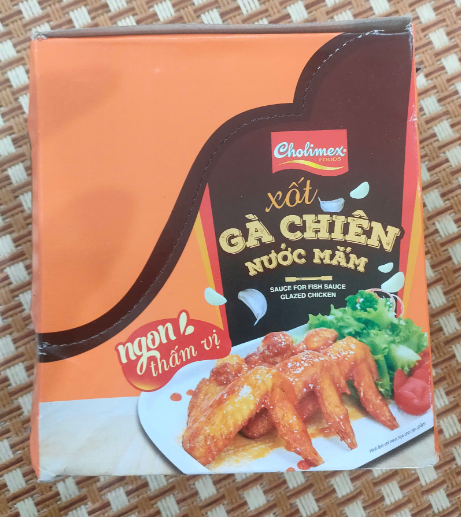 Cholimex
FOODS
xốt
GÀ CHIÊN
NƯỚC MẮM
SAUCE FOR FISH SAUCE
GLAZED CHICKEN
ngon
thấm vị